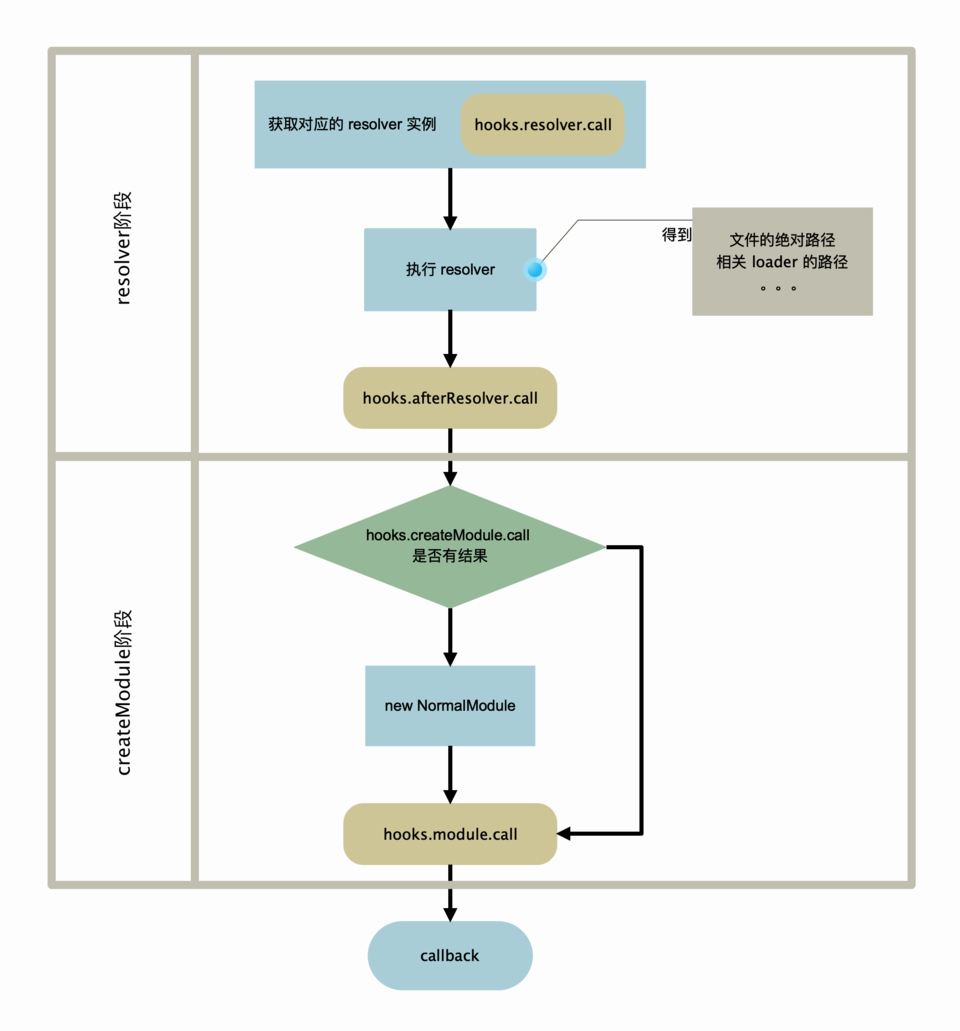 resolver阶段
获取对应的 resolver 实例
hooks.resolver.call
执行 resolver
得到
文件的绝对路径
相关 loader 的路径
。。。
hooks.afterResolver.call
createModule阶段
hooks.createModule.call
是否有结果
new NormalModule
hooks.module.call
callback